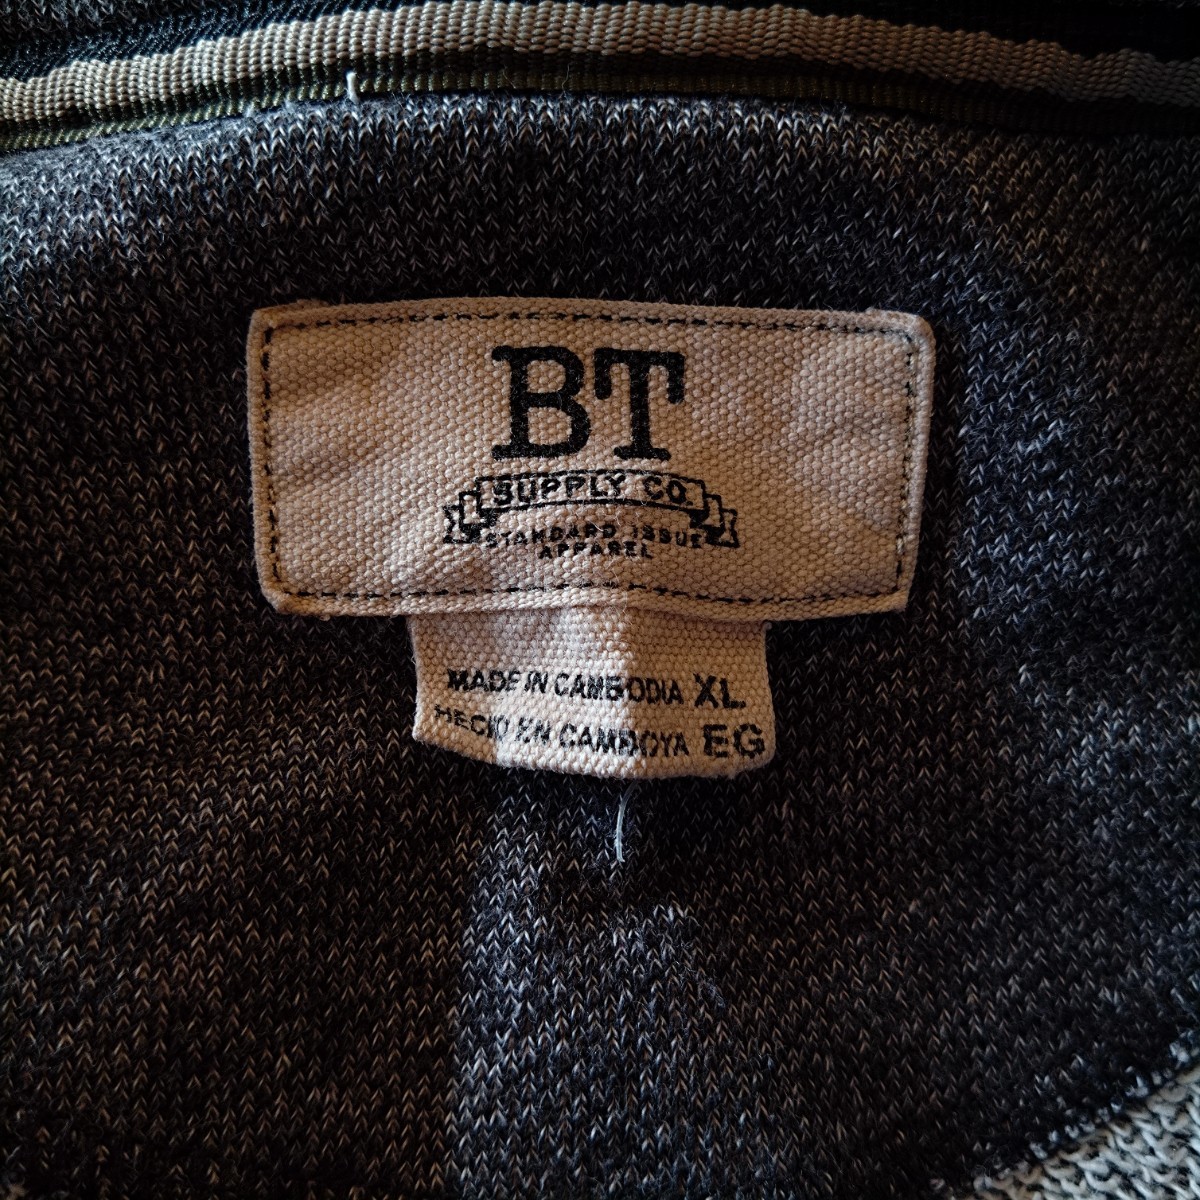 BT
SUPPLY CO.
STANDARD ISSUE
APPAREL
MADE IN CAMBODIA XL
HECHO EN CAMBOYA EG